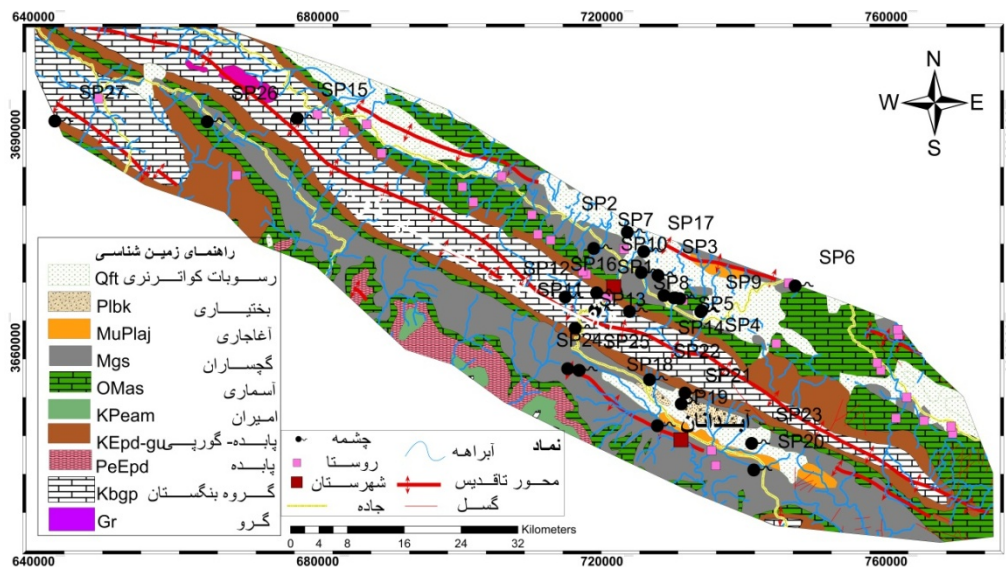 640000
680000
720000
760000
3690000
3660000
N
W E
S
SP27
SP26
SP15
SP2
SP7
SP17
SP10
SP3
SP6
SP12
SP16
SP1
SP8
SP9
SP11
SP13
SP5
SP14
SP4
SP24
SP25
SP22
SP18
SP21
SP19
SP23
SP20
آبدانان
راهنمای زمین شناسی
Qft رسوبات کواترنری
Plbk بختیاری
MuPlaj آغاجاری
Mgs گچساران
OMas آسماری
KPeam امیران
KEpd-gu پابده- گورپی
PeEpd پابده
Kbgp گروه بنگستان
Gr گرو
نماد
چشمه
آبراهه
روستا
شهرستان
محور تاقدیس
جاده
گسل
Kilometers
0 4 8 16 24 32
640000
680000
720000
760000